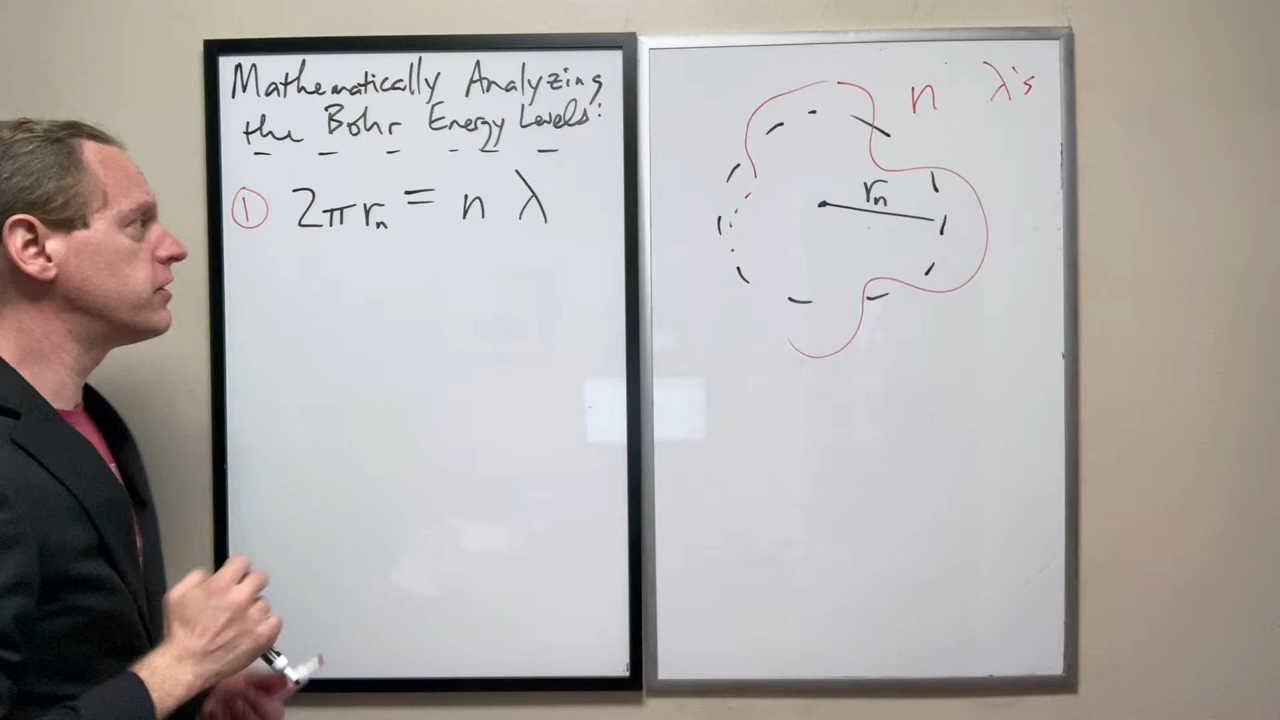 Mathematically Analyzing
the Bohr Energy Levels:
① 2πrₙ = n λ
n λ's
rₙ